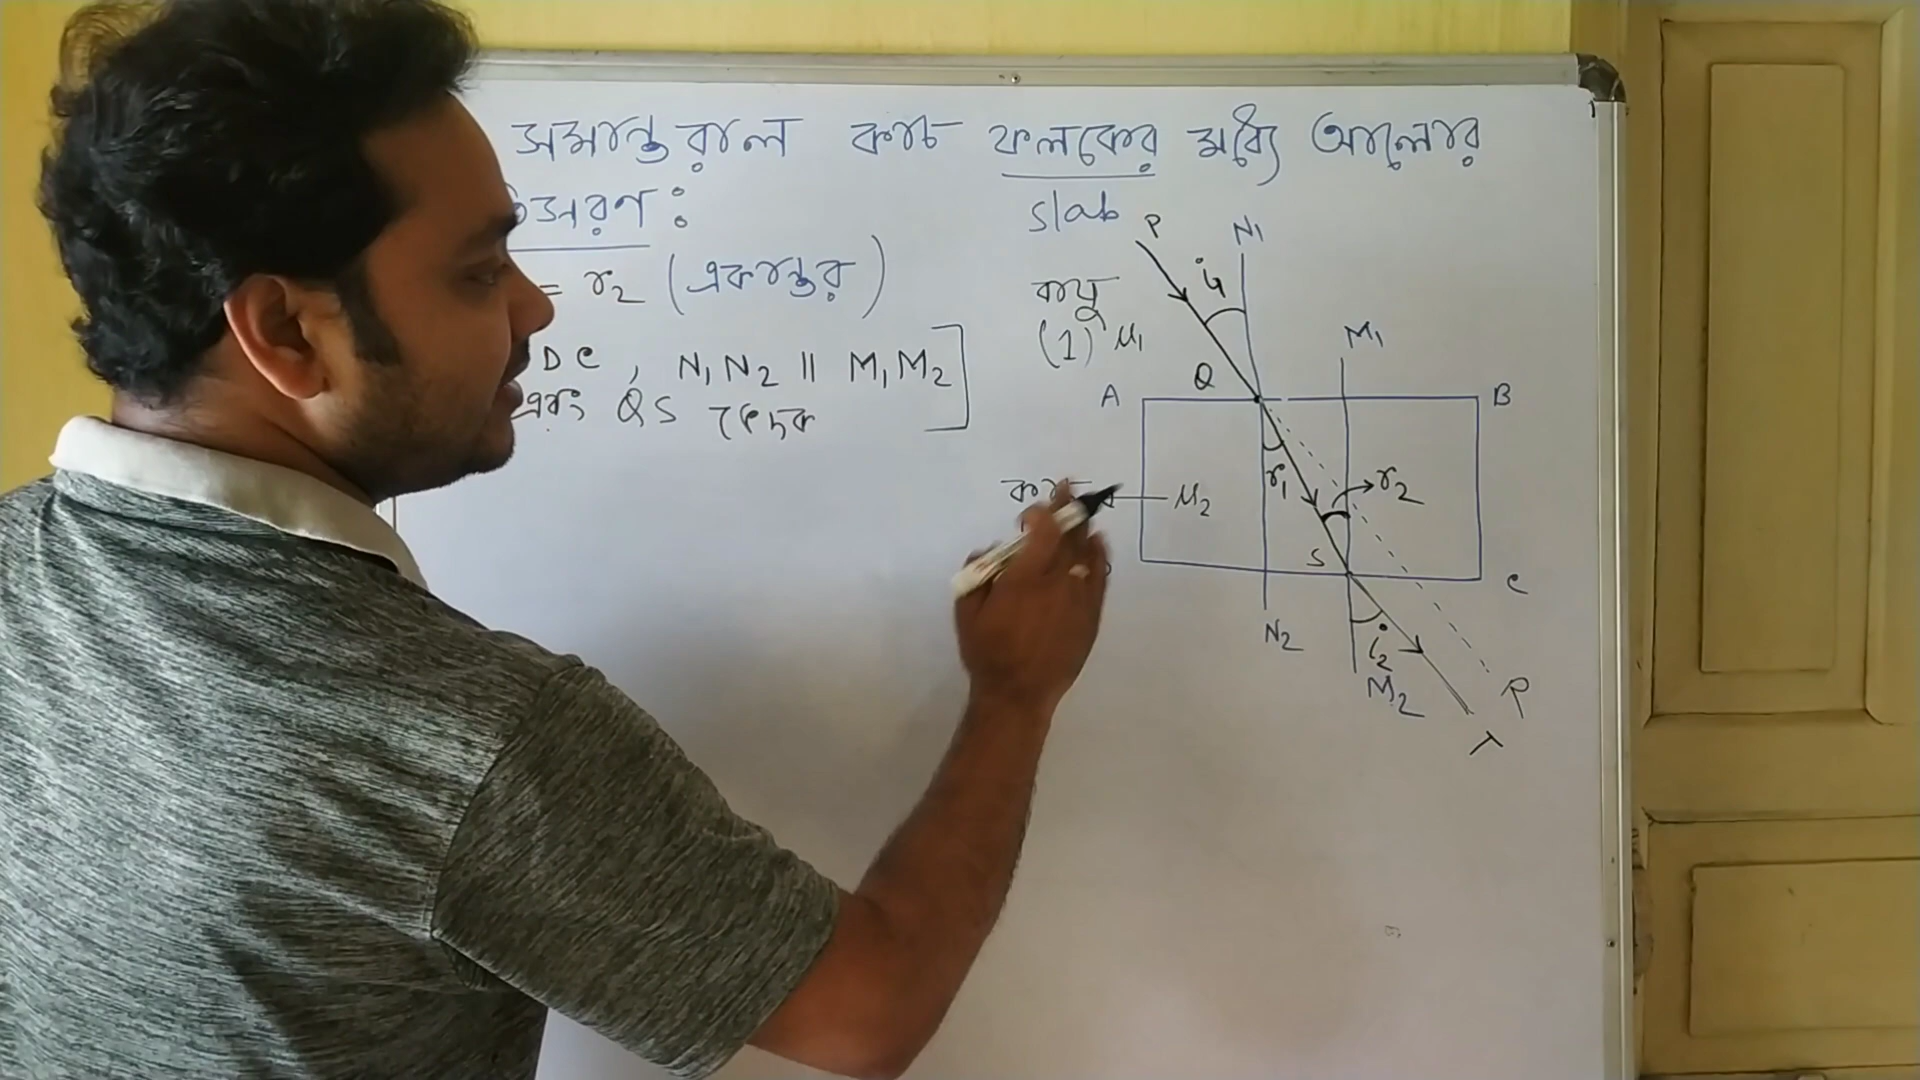 সমান্তরাল কাচ ফলকের মধ্যে আলোর
তিসরণ :
slab
= r₂ (একান্তর)
DC, N₁N₂ || M₁M₂]
এবং QS ছেদক
বায়ু
(1) μ₁
P
N₁
i₁
M₁
Q
A
B
r₁
r₂
μ₂
S
C
N₂
i₂
M₂
R
T